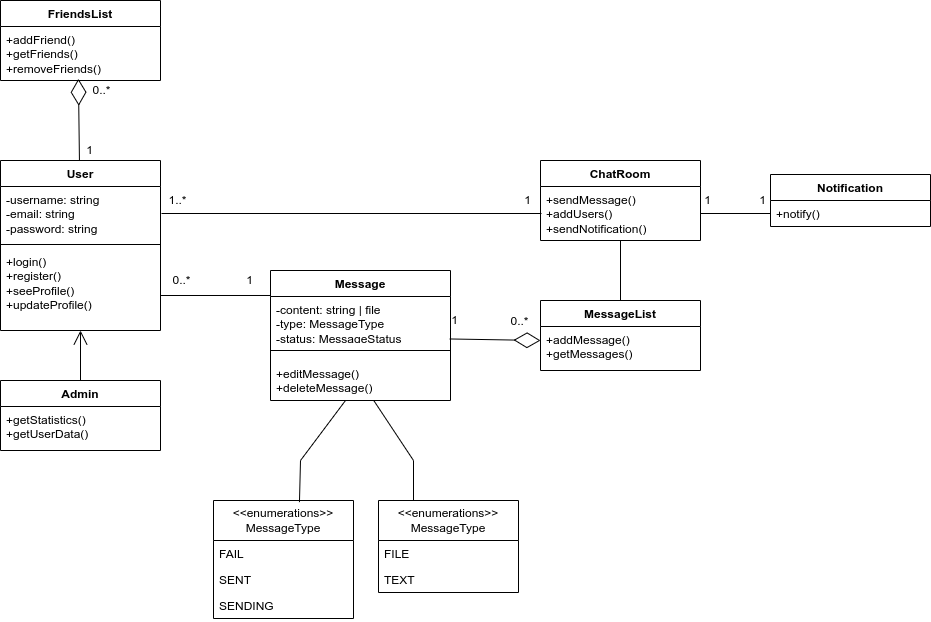 FriendsList
+addFriend()
+getFriends()
+removeFriends()
0..*
1
User
-username: string
-email: string
-password: string
+login()
+register()
+seeProfile()
+updateProfile()
1..*
1
ChatRoom
+sendMessage()
+addUsers()
+sendNotification()
1
1
Notification
+notify()
0..*
1
Message
-content: string | file
-type: MessageType
-status: MessageStatus
+editMessage()
+deleteMessage()
1
0..*
MessageList
+addMessage()
+getMessages()
Admin
+getStatistics()
+getUserData()
<<enumerations>>
MessageType
FAIL
SENT
SENDING
<<enumerations>>
MessageType
FILE
TEXT